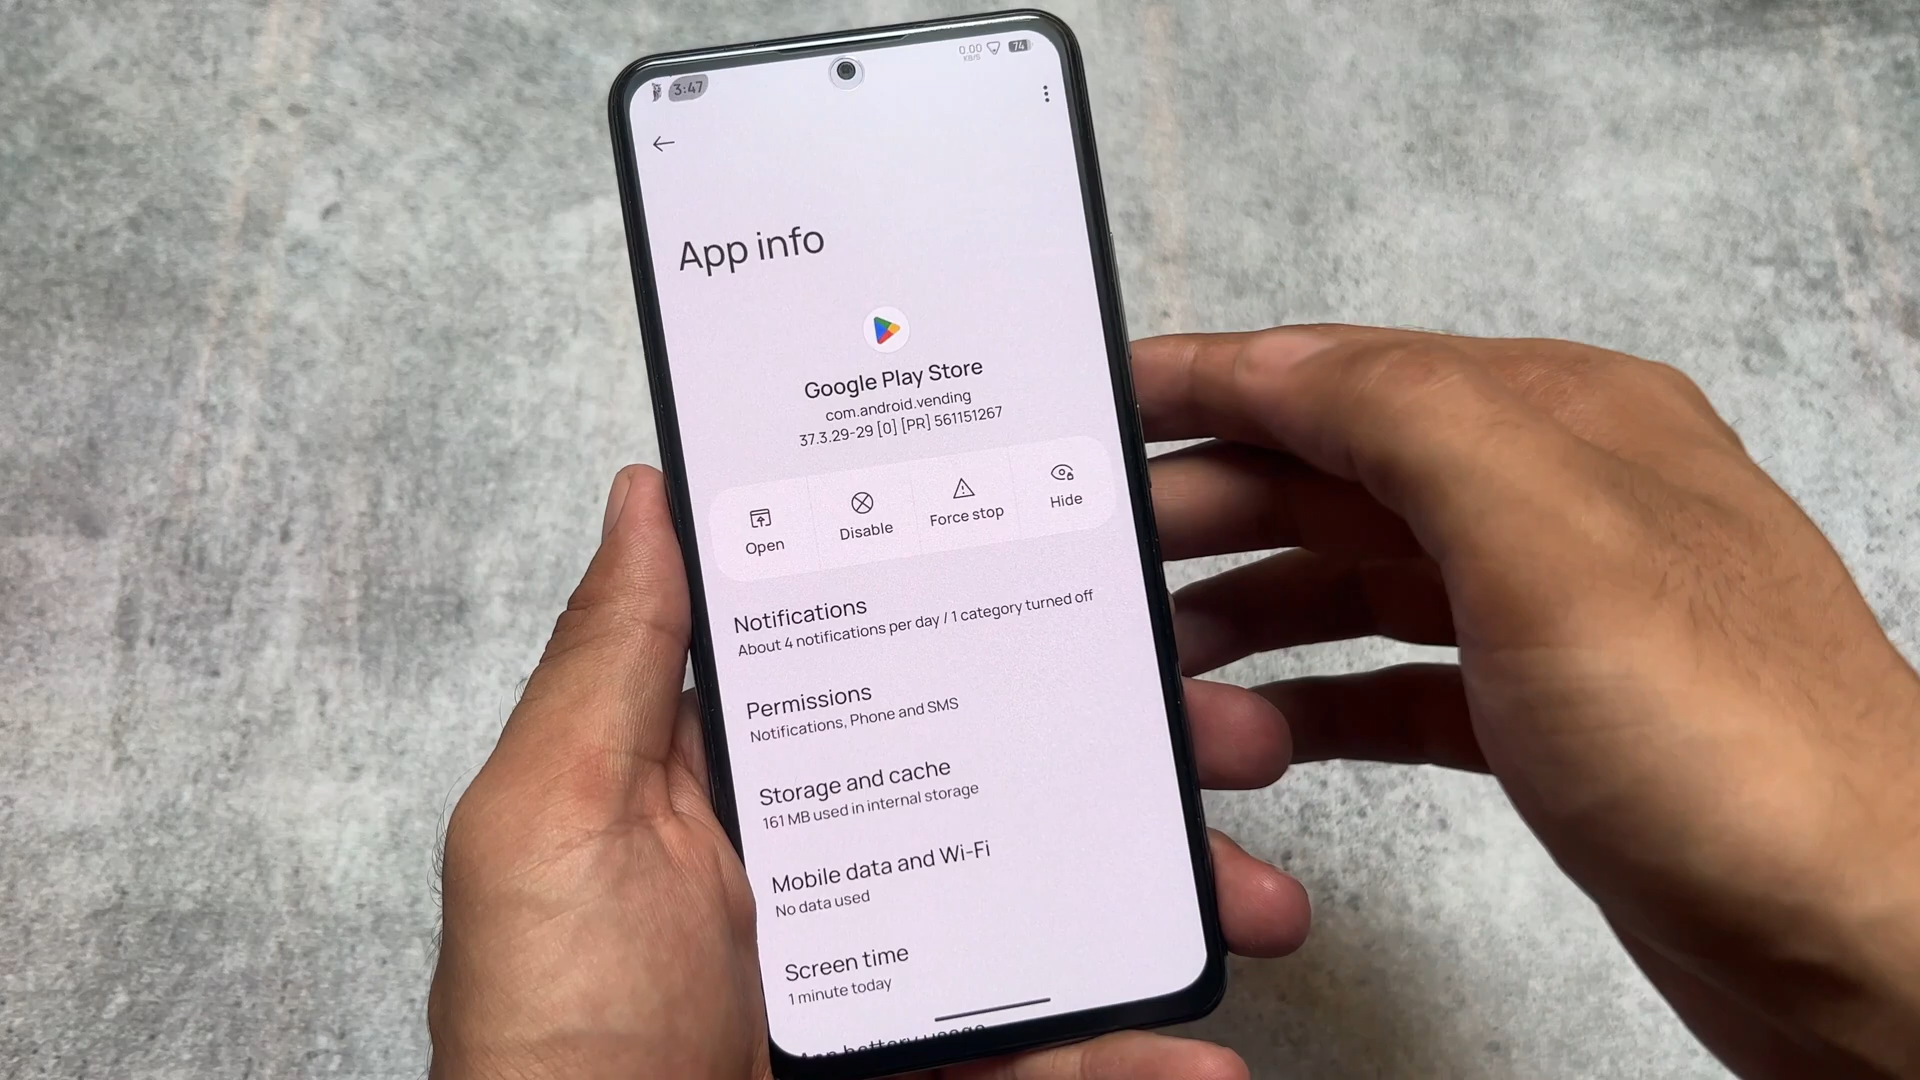 3:47
0.00
KB/S
74
App info
Google Play Store
com.android.vending
37.3.29-29 [0] [PR] 561151267
Open
Disable
Force stop
Hide
Notifications
About 4 notifications per day / 1 category turned off
Permissions
Notifications, Phone and SMS
Storage and cache
161 MB used in internal storage
Mobile data and Wi-Fi
No data used
Screen time
1 minute today
App battery usage